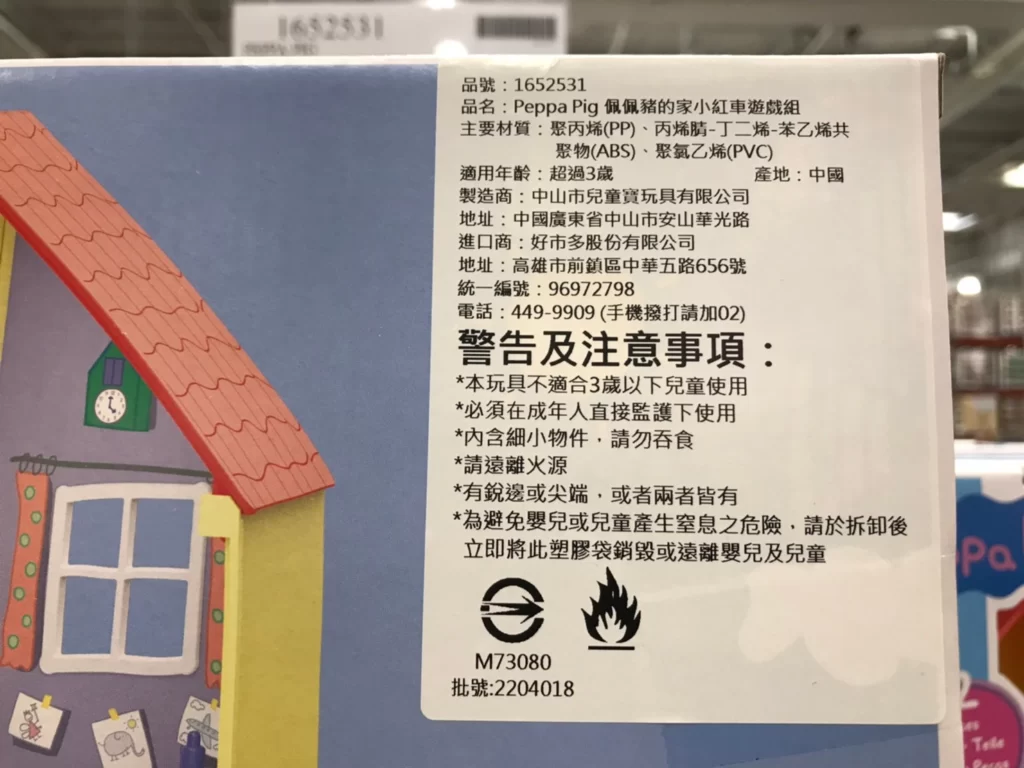 1652531
品號：1652531
品名：Peppa Pig 佩佩豬的家小紅車遊戲組
主要材質：聚丙烯(PP)、丙烯腈-丁二烯-苯乙烯共
聚物(ABS)、聚氯乙烯(PVC)
適用年齡：超過3歲 產地：中國
製造商：中山市兒童寶玩具有限公司
地址：中國廣東省中山市安山華光路
進口商：好市多股份有限公司
地址：高雄市前鎮區中華五路656號
統一編號：96972798
電話：449-9909 (手機撥打請加02)
警告及注意事項：
*本玩具不適合3歲以下兒童使用
*必須在成年人直接監護下使用
*內含細小物件，請勿吞食
*請遠離火源
*有銳邊或尖端，或者兩者皆有
*為避免嬰兒或兒童產生窒息之危險，請於拆卸後
立即將此塑膠袋銷毀或遠離嬰兒及兒童
M73080
批號:2204018
ppa
Telle